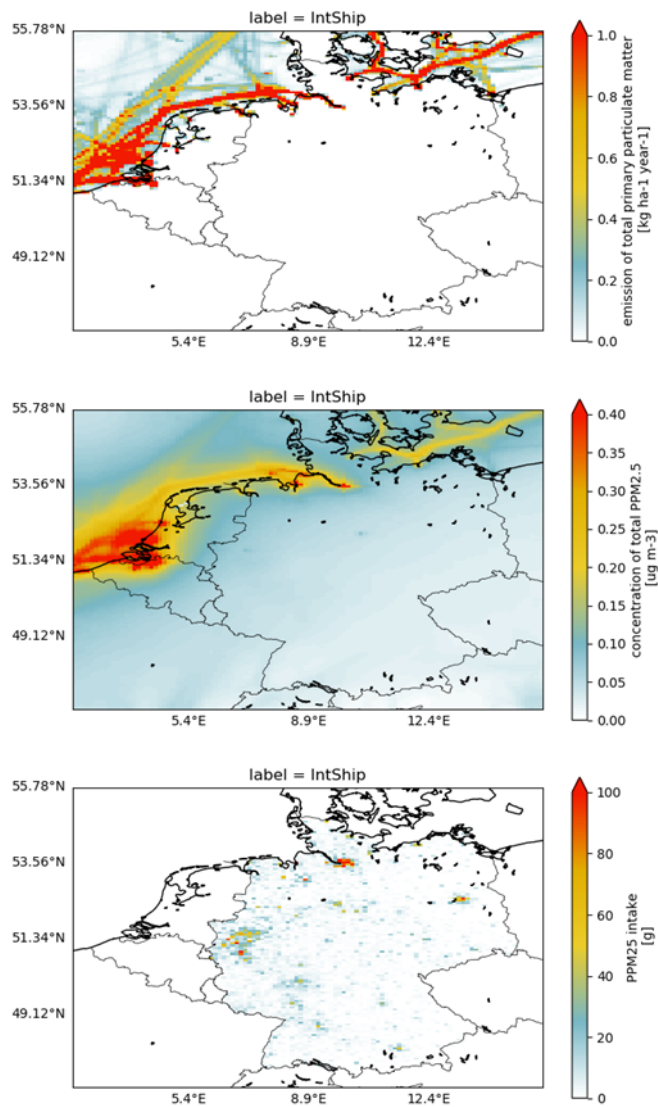 label = IntShip
55.78°N
53.56°N
51.34°N
49.12°N
5.4°E 8.9°E 12.4°E
1.0
0.8
0.6
0.4
0.2
0.0
emission of total primary particulate matter
[kg ha-1 year-1]
label = IntShip
55.78°N
53.56°N
51.34°N
49.12°N
5.4°E 8.9°E 12.4°E
0.40
0.35
0.30
0.25
0.20
0.15
0.10
0.05
0.00
concentration of total PPM2.5
[ug m-3]
label = IntShip
55.78°N
53.56°N
51.34°N
49.12°N
5.4°E 8.9°E 12.4°E
100
80
60
40
20
0
PPM25 intake
[g]